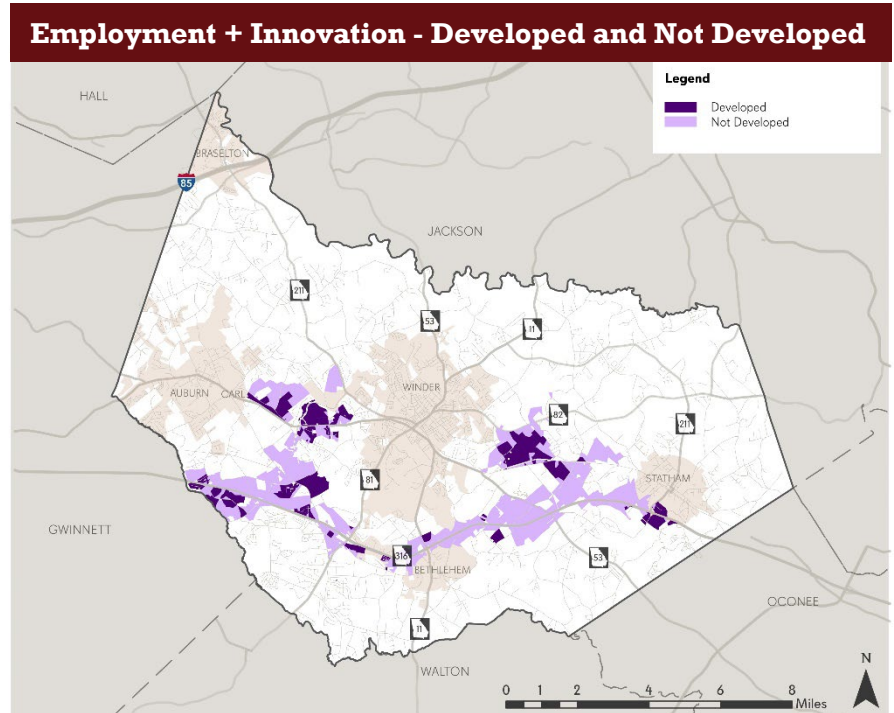 Employment + Innovation - Developed and Not Developed
Legend
Developed
Not Developed
HALL
BRASELTON
85
JACKSON
211
53
11
AUBURN
CARL
WINDER
82
211
81
STATHAM
GWINNETT
316
BETHLEHEM
53
OCONEE
11
WALTON
N
0 1 2 4 6 8
Miles